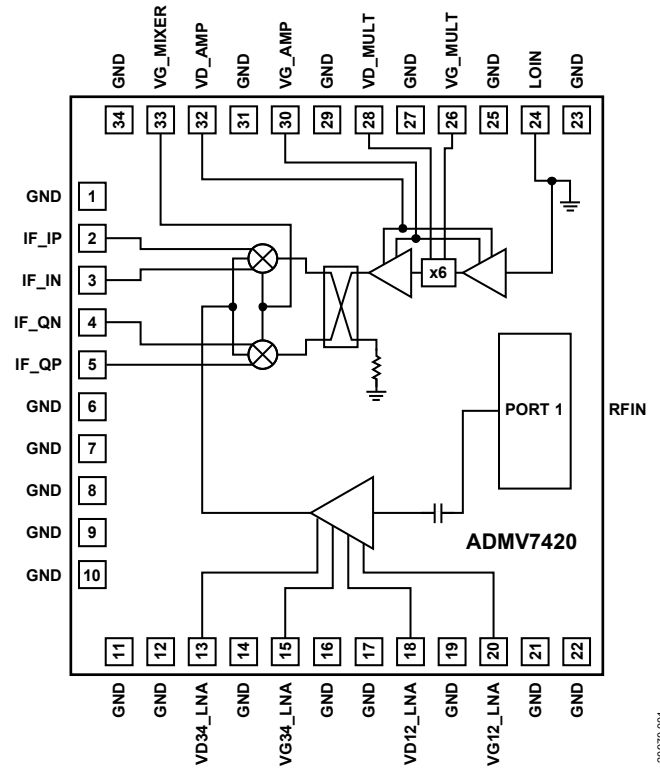 GND
VG_MIXER
VD_AMP
GND
VG_AMP
GND
VD_MULT
GND
VG_MULT
GND
LOIN
GND
34
33
32
31
30
29
28
27
26
25
24
23
GND 1
IF_IP 2
IF_IN 3
IF_QN 4
IF_QP 5
GND 6
GND 7
GND 8
GND 9
GND 10
x6
PORT 1
RFIN
ADMV7420
11
12
13
14
15
16
17
18
19
20
21
22
GND
GND
VD34_LNA
GND
VG34_LNA
GND
GND
VD12_LNA
GND
VG12_LNA
GND
GND